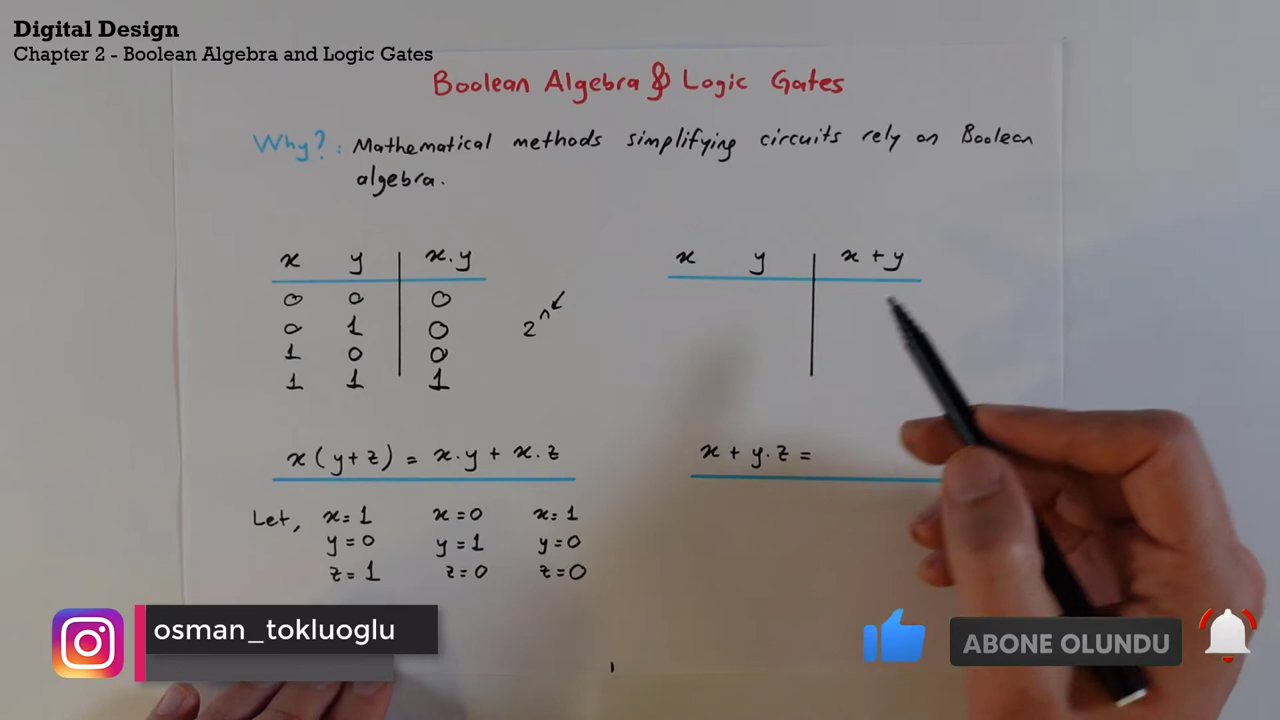 Digital Design
Chapter 2 - Boolean Algebra and Logic Gates
Boolean Algebra & Logic Gates
Why? : Mathematical methods simplifying circuits rely on Boolean
algebra.
x y x.y
0 0 0
0 1 0
1 0 0
1 1 1
2^n
x y x + y
x(y+z) = x.y + x.z
Let, x=1 x=0 x=1
y=0 y=1 y=0
z=1 z=0 z=0
x + y.z =
osman_tokluoglu
ABONE OLUNDU